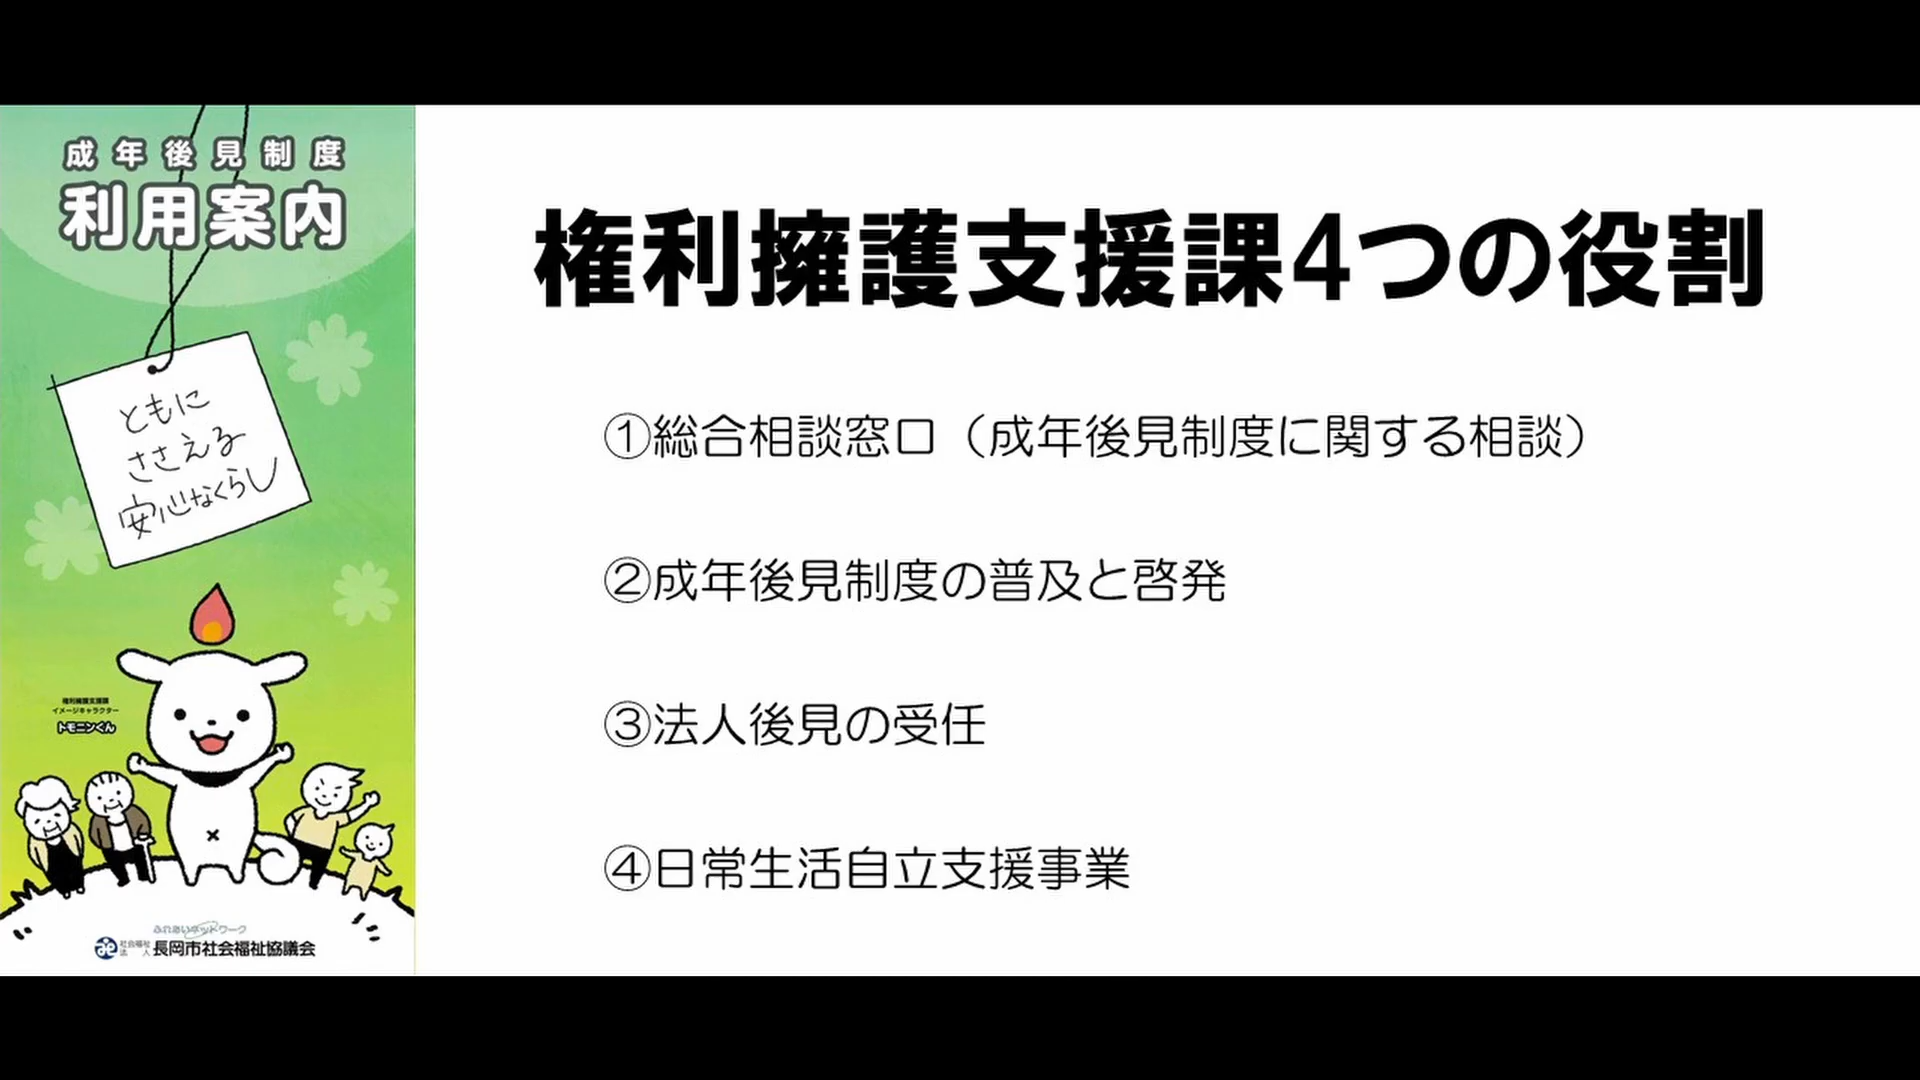 成年後見制度
利用案内
ともに
ささえる
安心なくらし
権利擁護支援課
イメージキャラクター
トモニンくん
ふれあいネットワーク
社会福祉
法人
長岡市社会福祉協議会
権利擁護支援課4つの役割
①総合相談窓口（成年後見制度に関する相談）
②成年後見制度の普及と啓発
③法人後見の受任
④日常生活自立支援事業